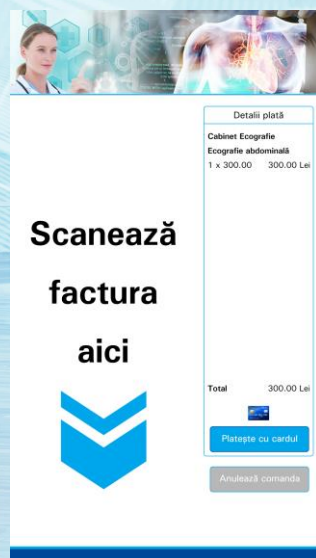 Scanează
factura
aici
Detalii plată
Cabinet Ecografie
Ecografie abdominală
1 x 300.00 300.00 Lei
Total 300.00 Lei
Platește cu cardul
Anulează comanda